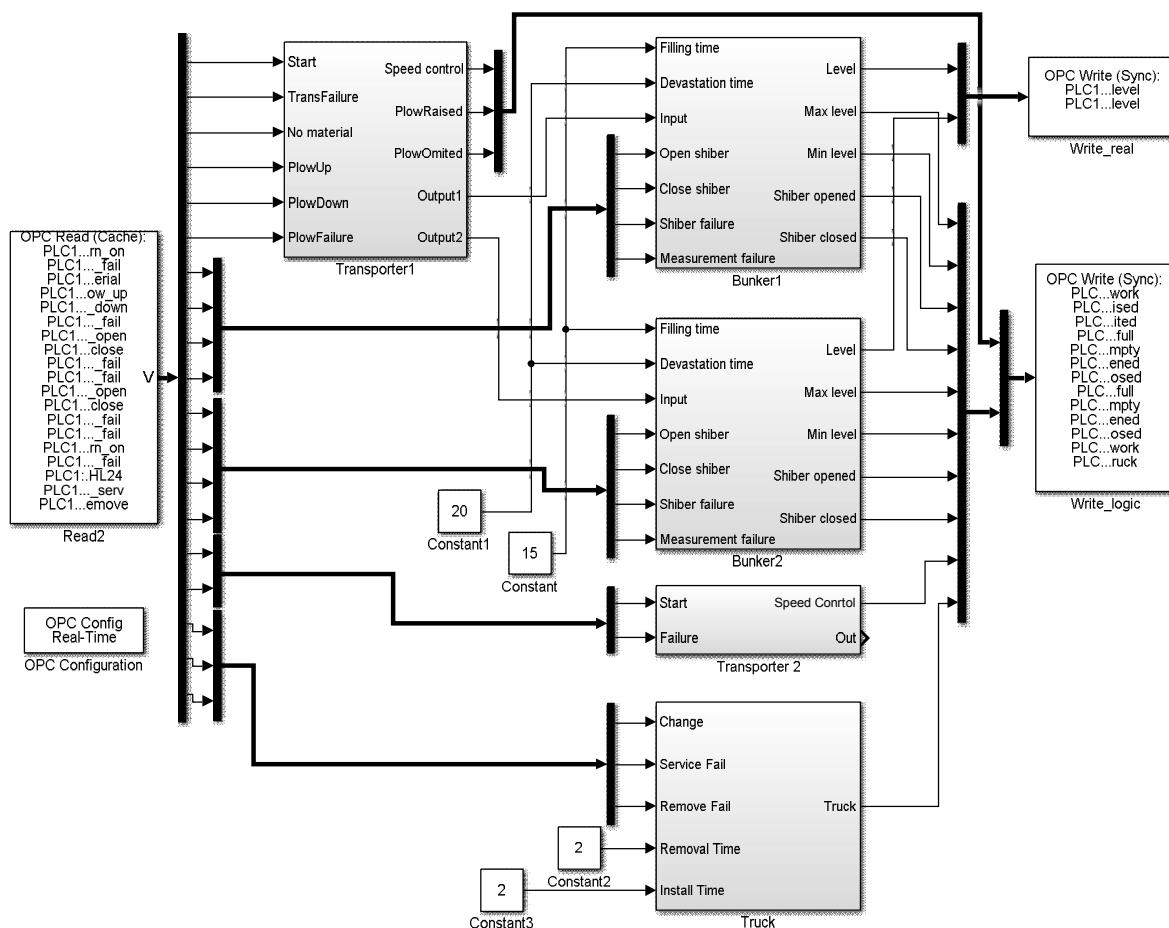 OPC Read (Cache):
PLC1...rn_on
PLC1..._fail
PLC1...erial
PLC1...ow_up
PLC1..._down
PLC1..._fail
PLC1..._open
PLC1...close
PLC1..._fail
PLC1..._fail
PLC1..._open
PLC1...close
PLC1..._fail
PLC1..._fail
PLC1...rn_on
PLC1..._fail
PLC1:.HL24
PLC1..._serv
PLC1...emove
V
Read2
OPC Config
Real-Time
OPC Configuration
Start
TransFailure
No material
PlowUp
PlowDown
PlowFailure
Speed control
PlowRaised
PlowOmited
Output1
Output2
Transporter1
20
Constant1
15
Constant
Filling time
Devastation time
Input
Open shiber
Close shiber
Shiber failure
Measurement failure
Level
Max level
Min level
Shiber opened
Shiber closed
Bunker1
Filling time
Devastation time
Input
Open shiber
Close shiber
Shiber failure
Measurement failure
Level
Max level
Min level
Shiber opened
Shiber closed
Bunker2
Start
Failure
Speed Conrtol
Out
Transporter 2
Change
Service Fail
Remove Fail
Removal Time
Install Time
Truck
Truck
2
Constant2
2
Constant3
OPC Write (Sync):
PLC1...level
PLC1...level
Write_real
OPC Write (Sync):
PLC...work
PLC...ised
PLC...ited
PLC...full
PLC...mpty
PLC...ened
PLC...osed
PLC...full
PLC...mpty
PLC...ened
PLC...osed
PLC...work
PLC...ruck
Write_logic